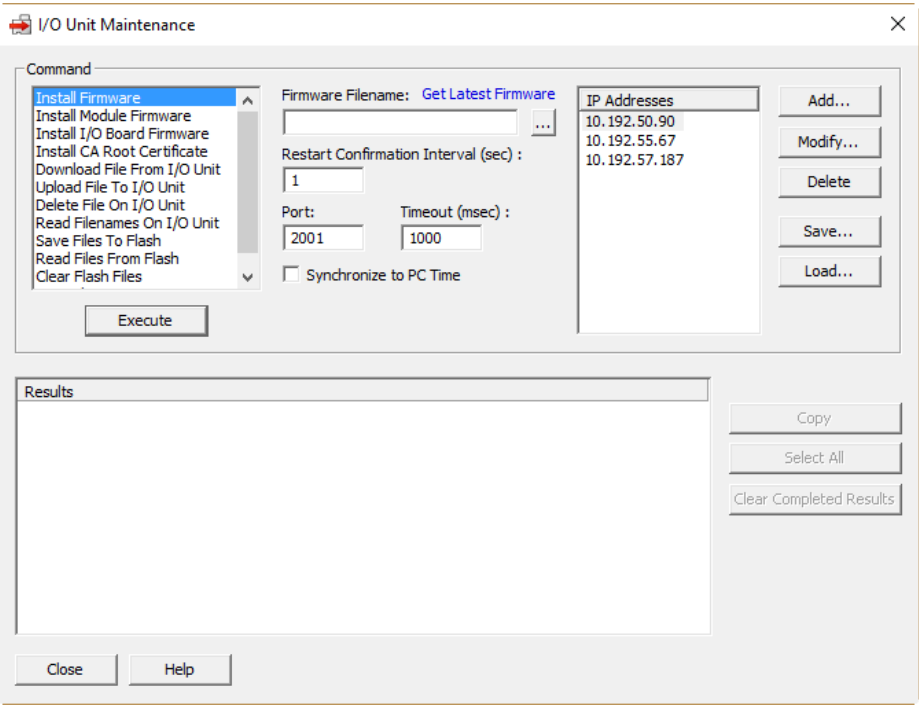 I/O Unit Maintenance
Command
Install Firmware
Install Module Firmware
Install I/O Board Firmware
Install CA Root Certificate
Download File From I/O Unit
Upload File To I/O Unit
Delete File On I/O Unit
Read Filenames On I/O Unit
Save Files To Flash
Read Files From Flash
Clear Flash Files
Execute
Firmware Filename: Get Latest Firmware
...
Restart Confirmation Interval (sec) :
1
Port: Timeout (msec) :
2001 1000
Synchronize to PC Time
IP Addresses
10.192.50.90
10.192.55.67
10.192.57.187
Add...
Modify...
Delete
Save...
Load...
Results
Copy
Select All
Clear Completed Results
Close Help